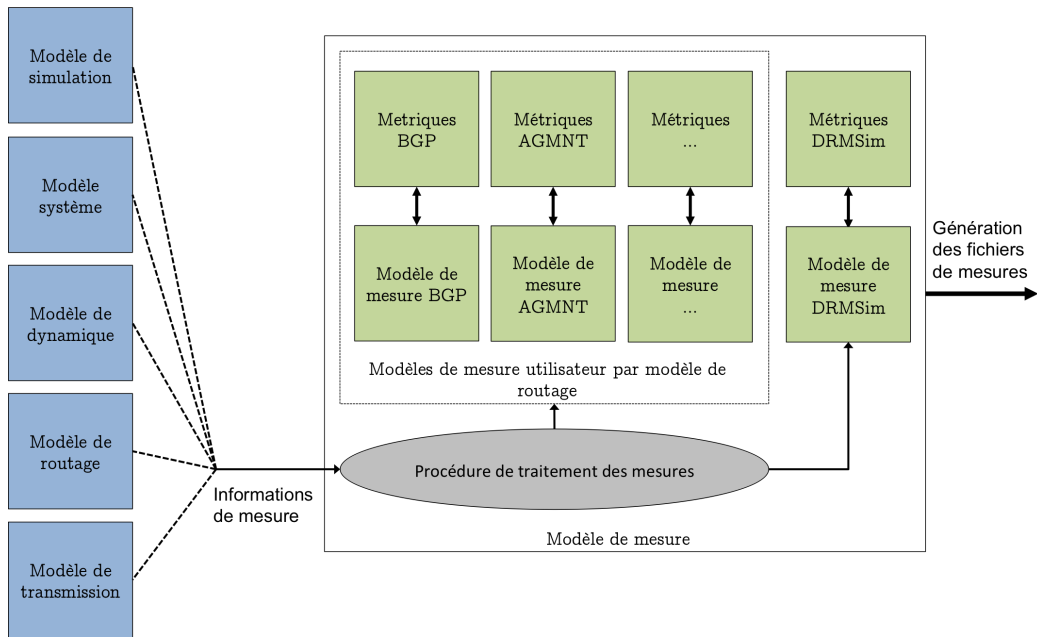 Modèle de
simulation
Modèle
système
Modèle de
dynamique
Modèle de
routage
Modèle de
transmission
Informations
de mesure
Metriques
BGP
Métriques
AGMNT
Métriques
...
Métriques
DRMSim
Modèle de
mesure BGP
Modèle de
mesure
AGMNT
Modèle de
mesure
...
Modèle de
mesure
DRMSim
Modèles de mesure utilisateur par modèle de
routage
Procédure de traitement des mesures
Modèle de mesure
Génération
des fichiers
de mesures